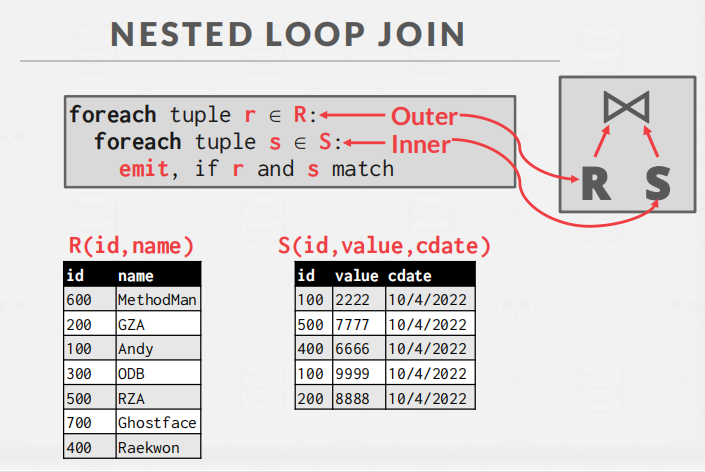 NESTED LOOP JOIN
foreach tuple r ∈ R: Outer
foreach tuple s ∈ S: Inner
emit, if r and s match
⋈
R S
R(id,name)
id name
600 MethodMan
200 GZA
100 Andy
300 ODB
500 RZA
700 Ghostface
400 Raekwon
S(id,value,cdate)
id value cdate
100 2222 10/4/2022
500 7777 10/4/2022
400 6666 10/4/2022
100 9999 10/4/2022
200 8888 10/4/2022